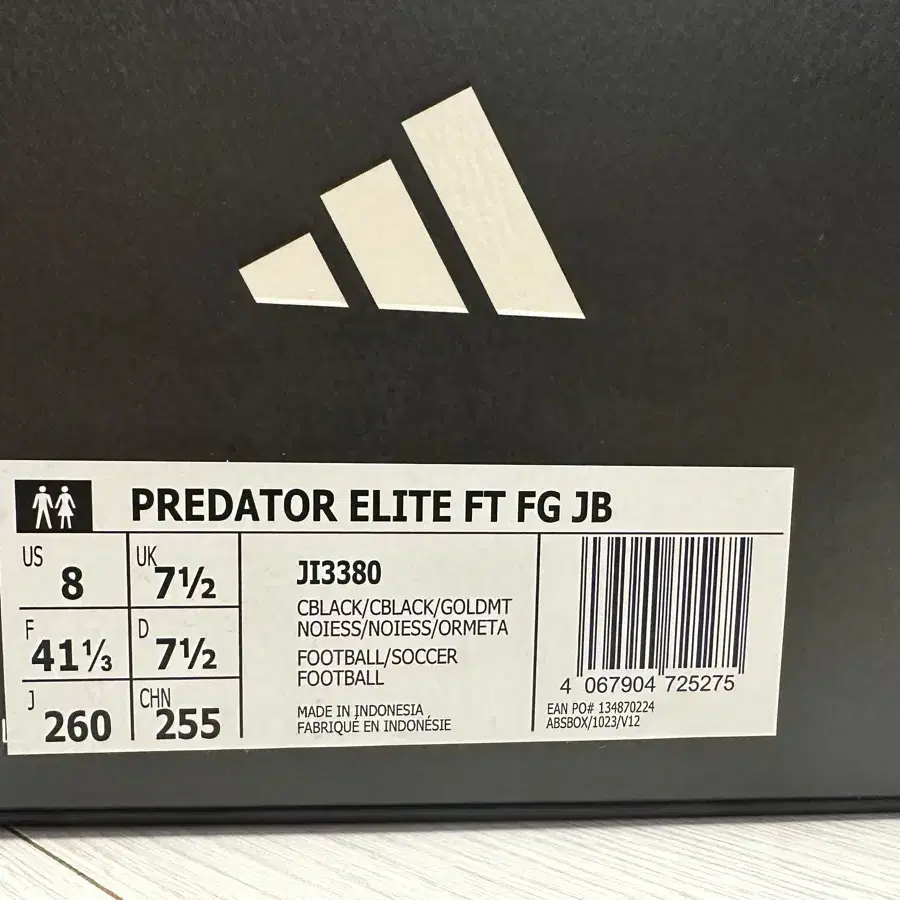 PREDATOR ELITE FT FG JB
US 8
UK 7½
F 41⅓
D 7½
J 260
CHN 255
JI3380
CBLACK/CBLACK/GOLDMT
NOIESS/NOIESS/ORMETA
FOOTBALL/SOCCER
FOOTBALL
MADE IN INDONESIA
FABRIQUÉ EN INDONÉSIE
4 067904 725275
EAN PO# 134870224
ABSBOX/1023/V12